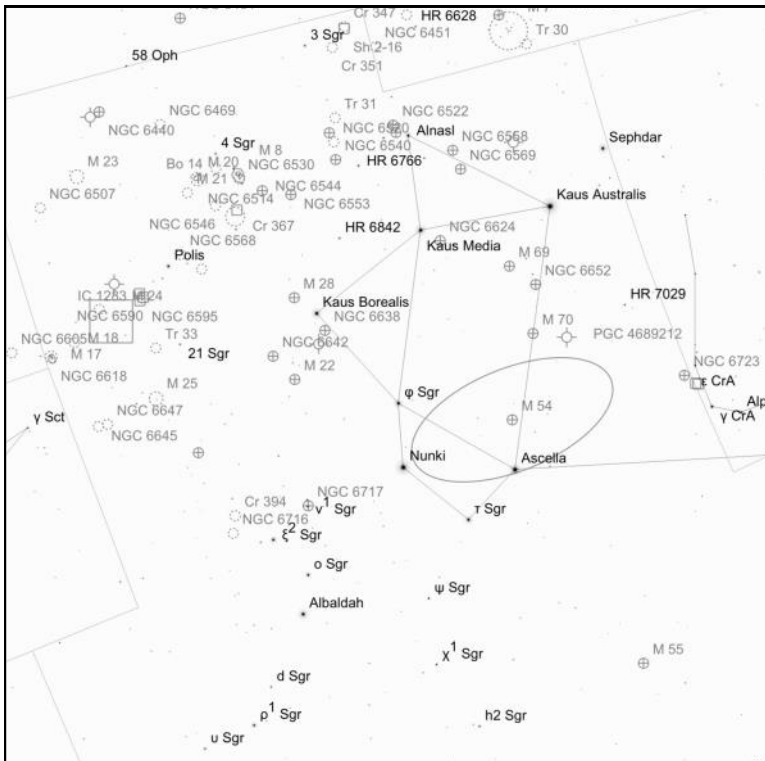 Cr 347
HR 6628
Tr 30
NGC 6451
3 Sgr
Sh 2-16
Cr 351
58 Oph
NGC 6469
Tr 31
NGC 6522
NGC 6440
NGC 6520
Alnasl
NGC 6558
Sephdar
4 Sgr
M 8
NGC 6540
NGC 6569
M 23
Bo 14
M 20
NGC 6530
HR 6766
M 21
NGC 6544
NGC 6507
NGC 6514
NGC 6553
Kaus Australis
NGC 6546
Cr 367
HR 6842
NGC 6624
NGC 6568
Kaus Media
Polis
M 69
NGC 6652
IC 1283
M 24
M 28
HR 7029
NGC 6590
NGC 6595
Kaus Borealis
NGC 6638
M 70
PGC 4689212
NGC 6605
M 18
Tr 33
NGC 6642
M 17
21 Sgr
NGC 6723
NGC 6618
M 22
ε CrA
M 25
φ Sgr
Alp
NGC 6647
M 54
γ CrA
γ Sct
NGC 6645
Nunki
Ascella
NGC 6717
Cr 394
ν¹ Sgr
τ Sgr
NGC 6716
ξ² Sgr
ο Sgr
ψ Sgr
Albaldah
χ¹ Sgr
M 55
d Sgr
ρ¹ Sgr
h2 Sgr
υ Sgr